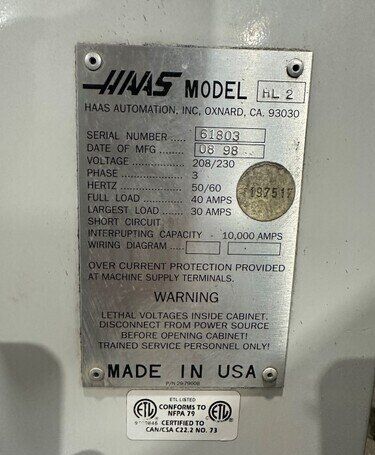 HAAS MODEL HL 2
HAAS AUTOMATION, INC, OXNARD, CA. 93030
SERIAL NUMBER .... 61803
DATE OF MFG ..... 08 98
VOLTAGE ............ 208/230
PHASE ................ 3
HERTZ ................ 50/60
FULL LOAD ......... 40 AMPS
LARGEST LOAD .. 30 AMPS
SHORT CIRCUIT
INTERUPTING CAPACITY - 10,000 AMPS
WIRING DIAGRAM ....
OVER CURRENT PROTECTION PROVIDED
AT MACHINE SUPPLY TERMINALS.
WARNING
LETHAL VOLTAGES INSIDE CABINET.
DISCONNECT FROM POWER SOURCE
BEFORE OPENING CABINET!
TRAINED SERVICE PERSONNEL ONLY!
MADE IN USA
ETL LISTED
CONFORMS TO
NFPA 79
CERTIFIED TO
CAN/CSA C22.2 NO. 73
ETL
ETL